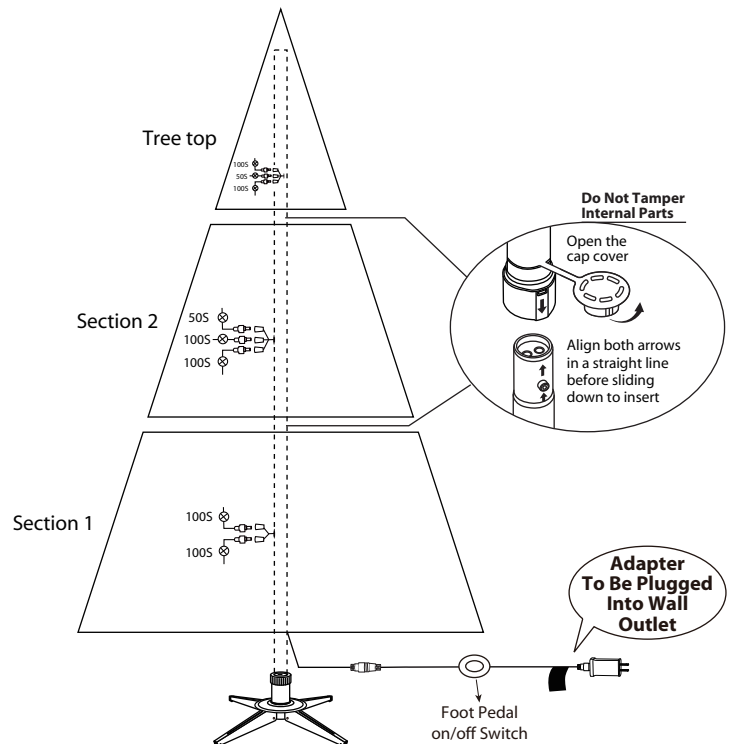 Tree top
100S
50S
100S
Do Not Tamper
Internal Parts
Open the
cap cover
Section 2
50S
100S
100S
Align both arrows
in a straight line
before sliding
down to insert
Section 1
100S
100S
Adapter
To Be Plugged
Into Wall
Outlet
Foot Pedal
on/off Switch